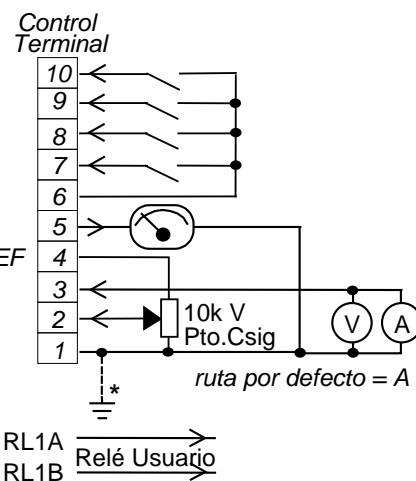 Control
Terminal
10
9
8
7
6
5
EF 4
3
2
1
10k V
Pto.Csig
V A
ruta por defecto = A
*
RL1A
Relé Usuario
RL1B